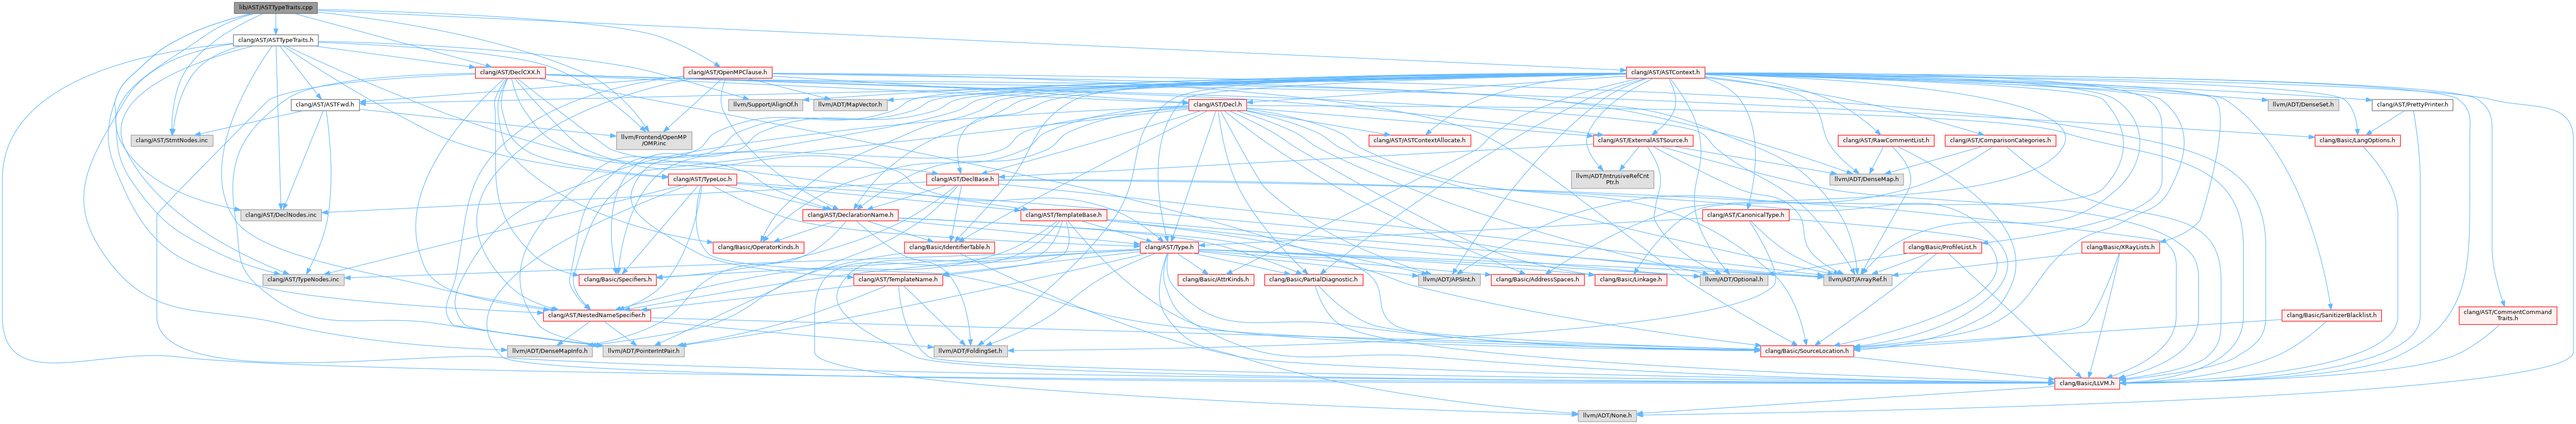 lib/AST/ASTTypeTraits.cpp
clang/AST/ASTTypeTraits.h
clang/AST/DeclCXX.h
clang/AST/OpenMPClause.h
clang/AST/ASTContext.h
clang/AST/ASTFwd.h
llvm/Support/AlignOf.h
llvm/ADT/MapVector.h
clang/AST/Decl.h
llvm/ADT/DenseSet.h
clang/AST/PrettyPrinter.h
clang/AST/StmtNodes.inc
llvm/Frontend/OpenMP
/OMP.inc
clang/AST/ASTContextAllocate.h
clang/AST/ExternalASTSource.h
clang/AST/RawCommentList.h
clang/AST/ComparisonCategories.h
clang/Basic/LangOptions.h
clang/AST/TypeLoc.h
clang/AST/DeclBase.h
llvm/ADT/IntrusiveRefCnt
Ptr.h
llvm/ADT/DenseMap.h
clang/AST/DeclNodes.inc
clang/AST/DeclarationName.h
clang/AST/TemplateBase.h
clang/AST/CanonicalType.h
clang/Basic/OperatorKinds.h
clang/Basic/IdentifierTable.h
clang/AST/Type.h
clang/Basic/ProfileList.h
clang/Basic/XRayLists.h
clang/AST/TypeNodes.inc
clang/Basic/Specifiers.h
clang/AST/TemplateName.h
clang/Basic/AttrKinds.h
clang/Basic/PartialDiagnostic.h
llvm/ADT/APSInt.h
clang/Basic/AddressSpaces.h
clang/Basic/Linkage.h
llvm/ADT/Optional.h
llvm/ADT/ArrayRef.h
clang/AST/NestedNameSpecifier.h
clang/Basic/SanitizerBlacklist.h
clang/AST/CommentCommand
Traits.h
llvm/ADT/DenseMapInfo.h
llvm/ADT/PointerIntPair.h
llvm/ADT/FoldingSet.h
clang/Basic/SourceLocation.h
clang/Basic/LLVM.h
llvm/ADT/None.h